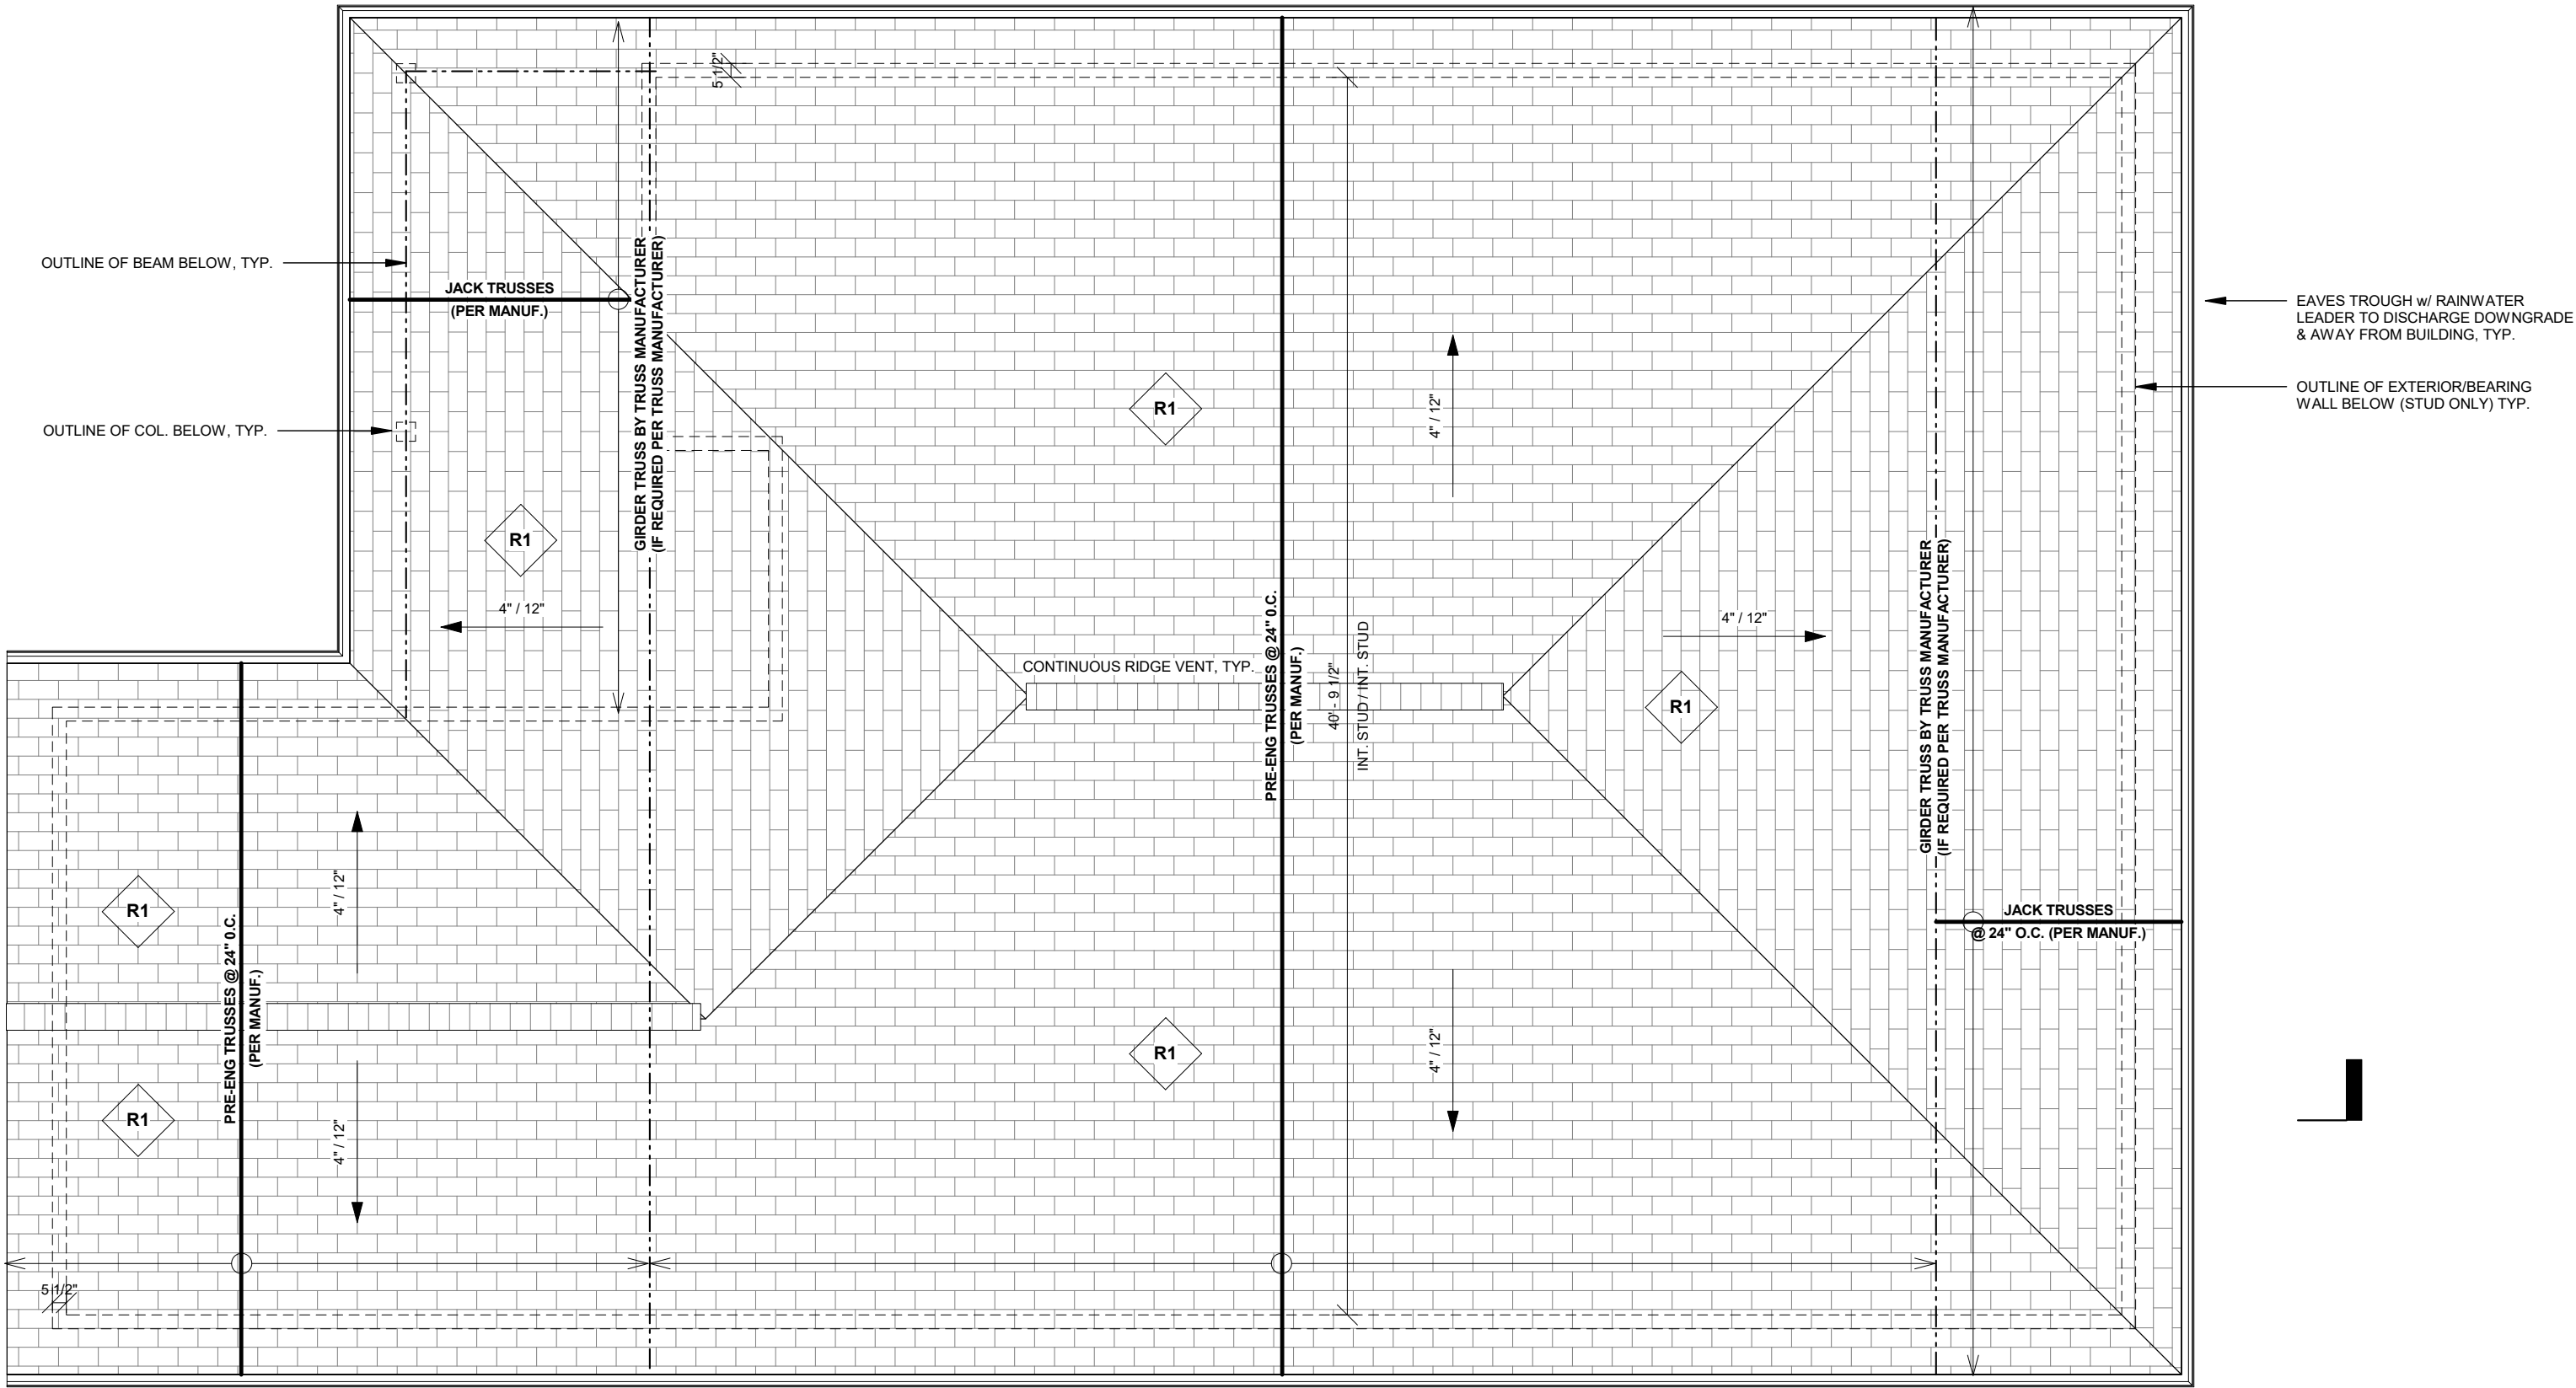 5 1/2"
OUTLINE OF BEAM BELOW, TYP.
JACK TRUSSES
(PER MANUF.)
GIRDER TRUSS BY TRUSS MANUFACTURER
(IF REQUIRED PER TRUSS MANUFACTURER)
EAVES TROUGH w/ RAINWATER
LEADER TO DISCHARGE DOWNGRADE
& AWAY FROM BUILDING, TYP.
OUTLINE OF EXTERIOR/BEARING
WALL BELOW (STUD ONLY) TYP.
OUTLINE OF COL. BELOW, TYP.
R1
4" / 12"
R1
4" / 12"
CONTINUOUS RIDGE VENT, TYP.
PRE-ENG TRUSSES @ 24" 0.C.
(PER MANUF.)
40' - 9 1/2"
INT. STUD / INT. STUD
4" / 12"
R1
GIRDER TRUSS BY TRUSS MANUFACTURER
(IF REQUIRED PER TRUSS MANUFACTURER)
R1
4" / 12"
JACK TRUSSES
@ 24" O.C. (PER MANUF.)
PRE-ENG TRUSSES @ 24" 0.C.
(PER MANUF.)
R1
4" / 12"
R1
4" / 12"
5 1/2"